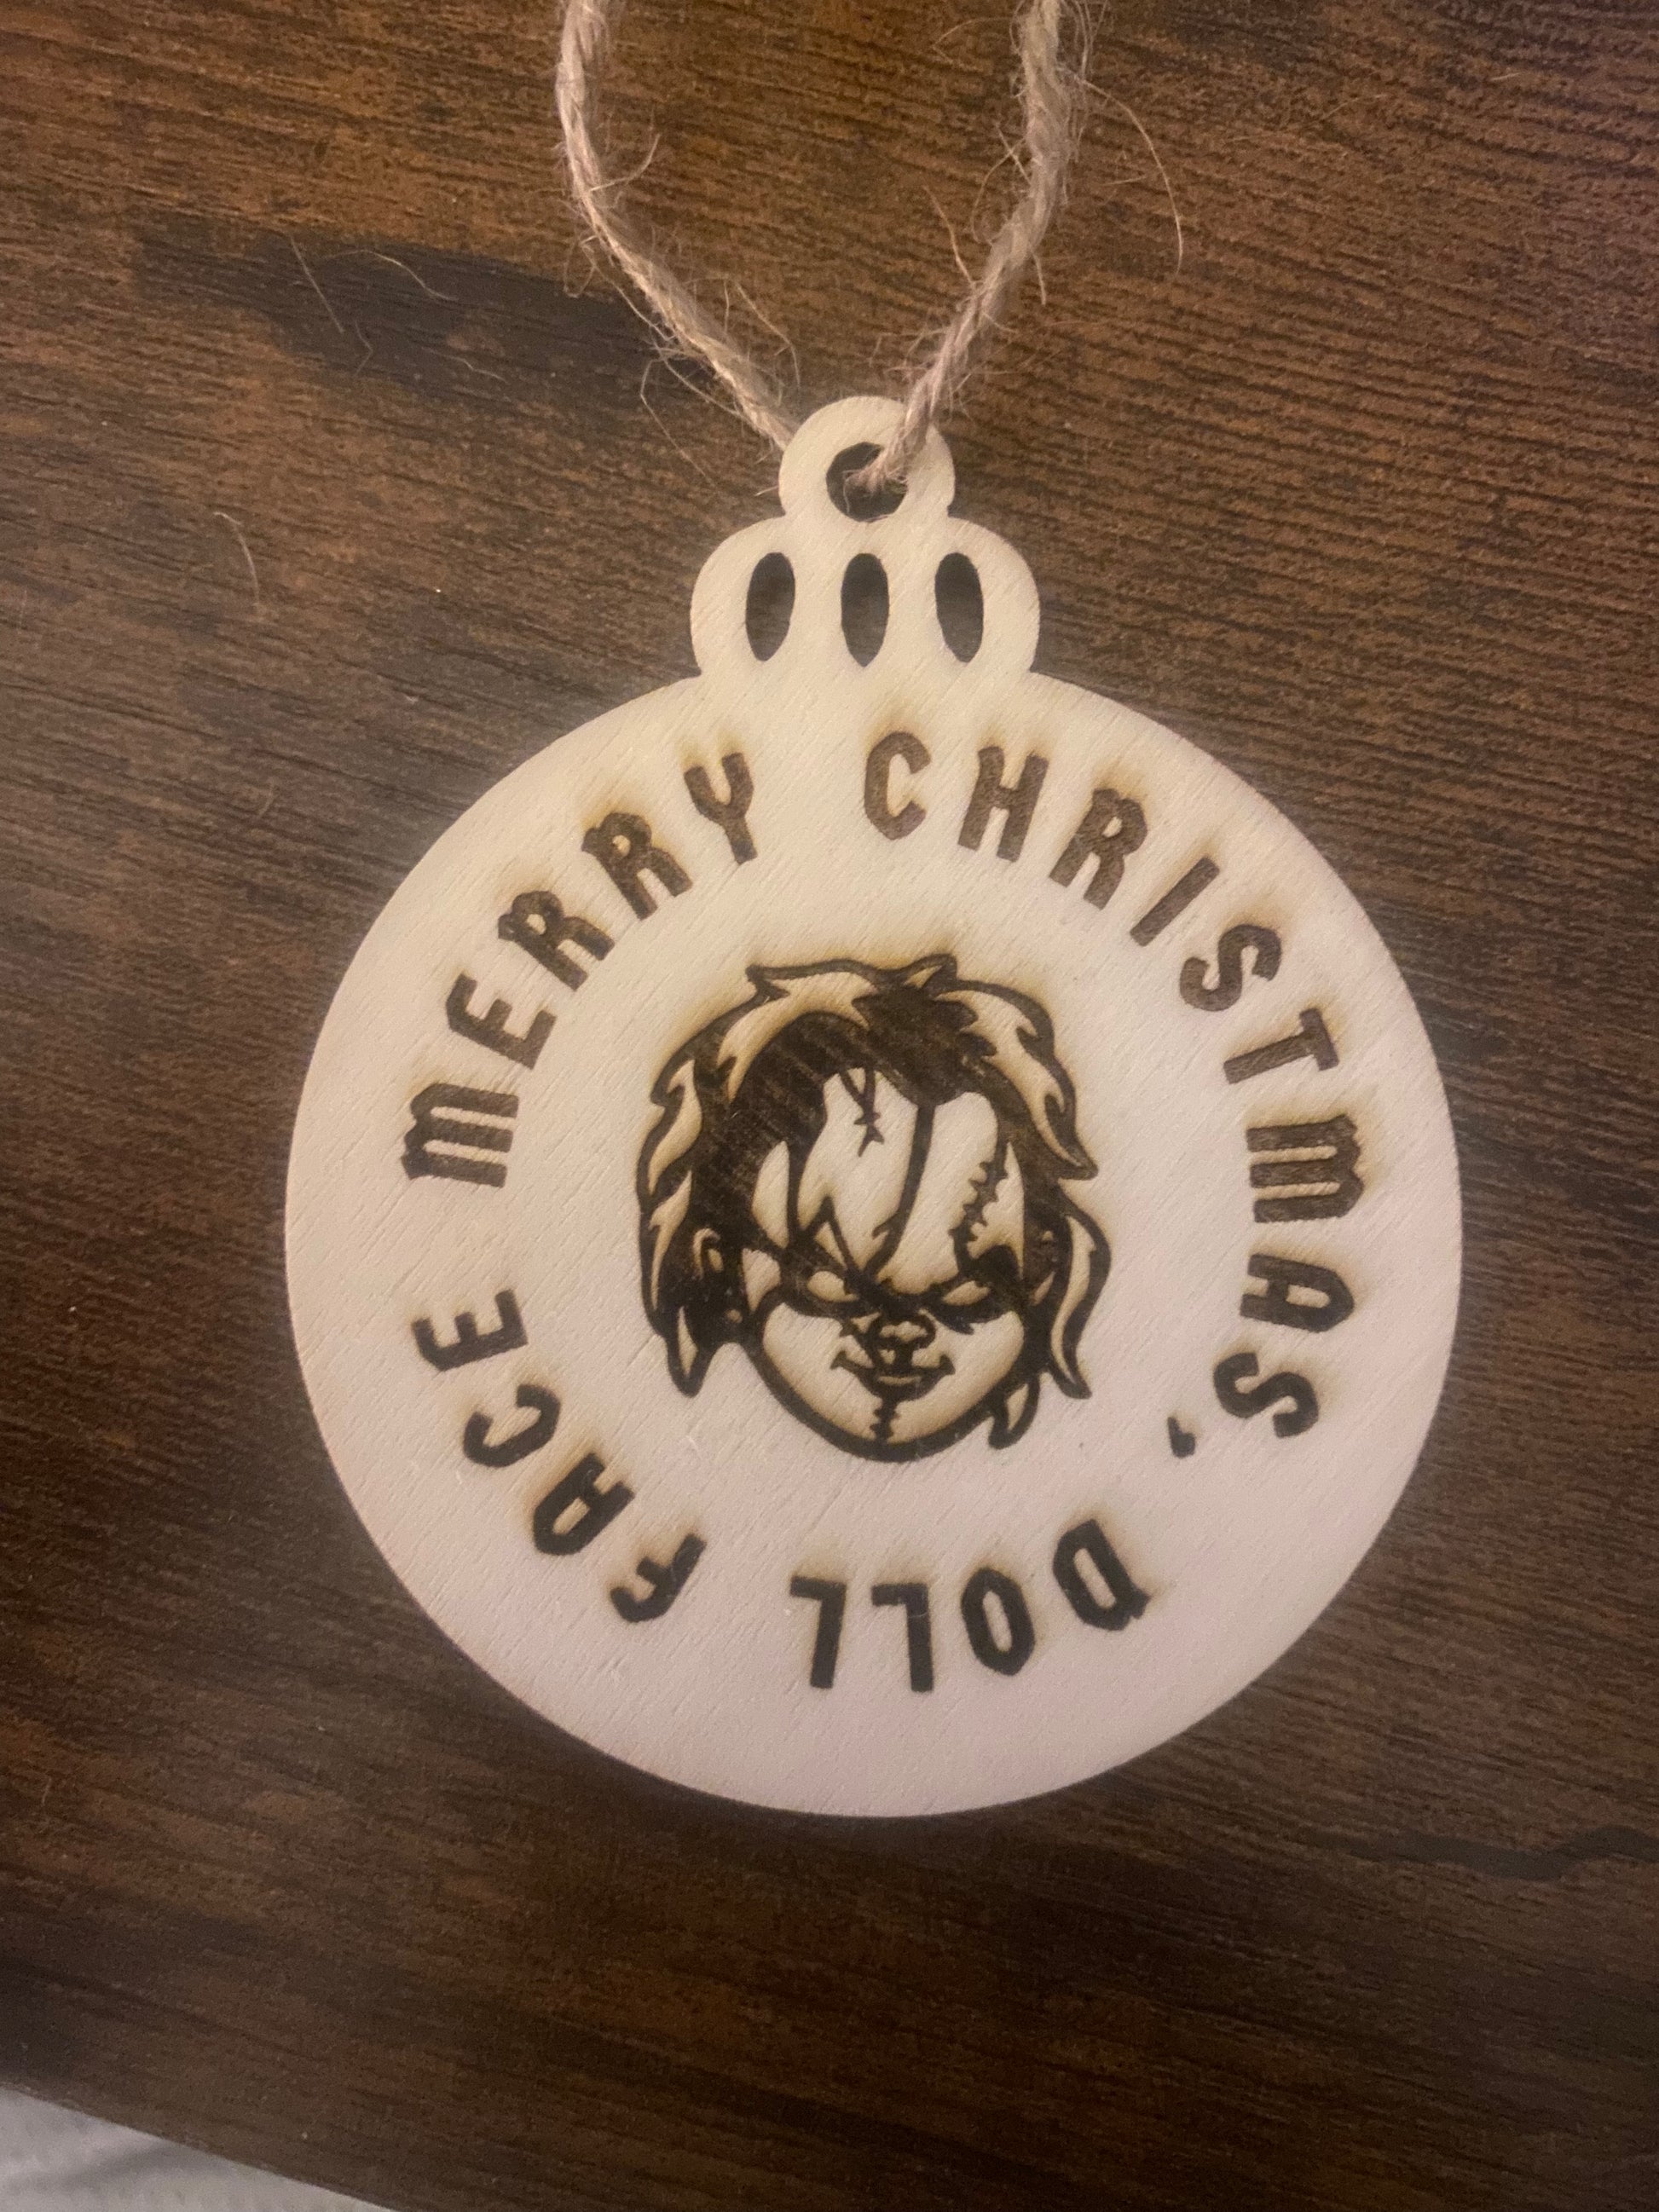 MERRY CHRISTMAS, DOLL FACE